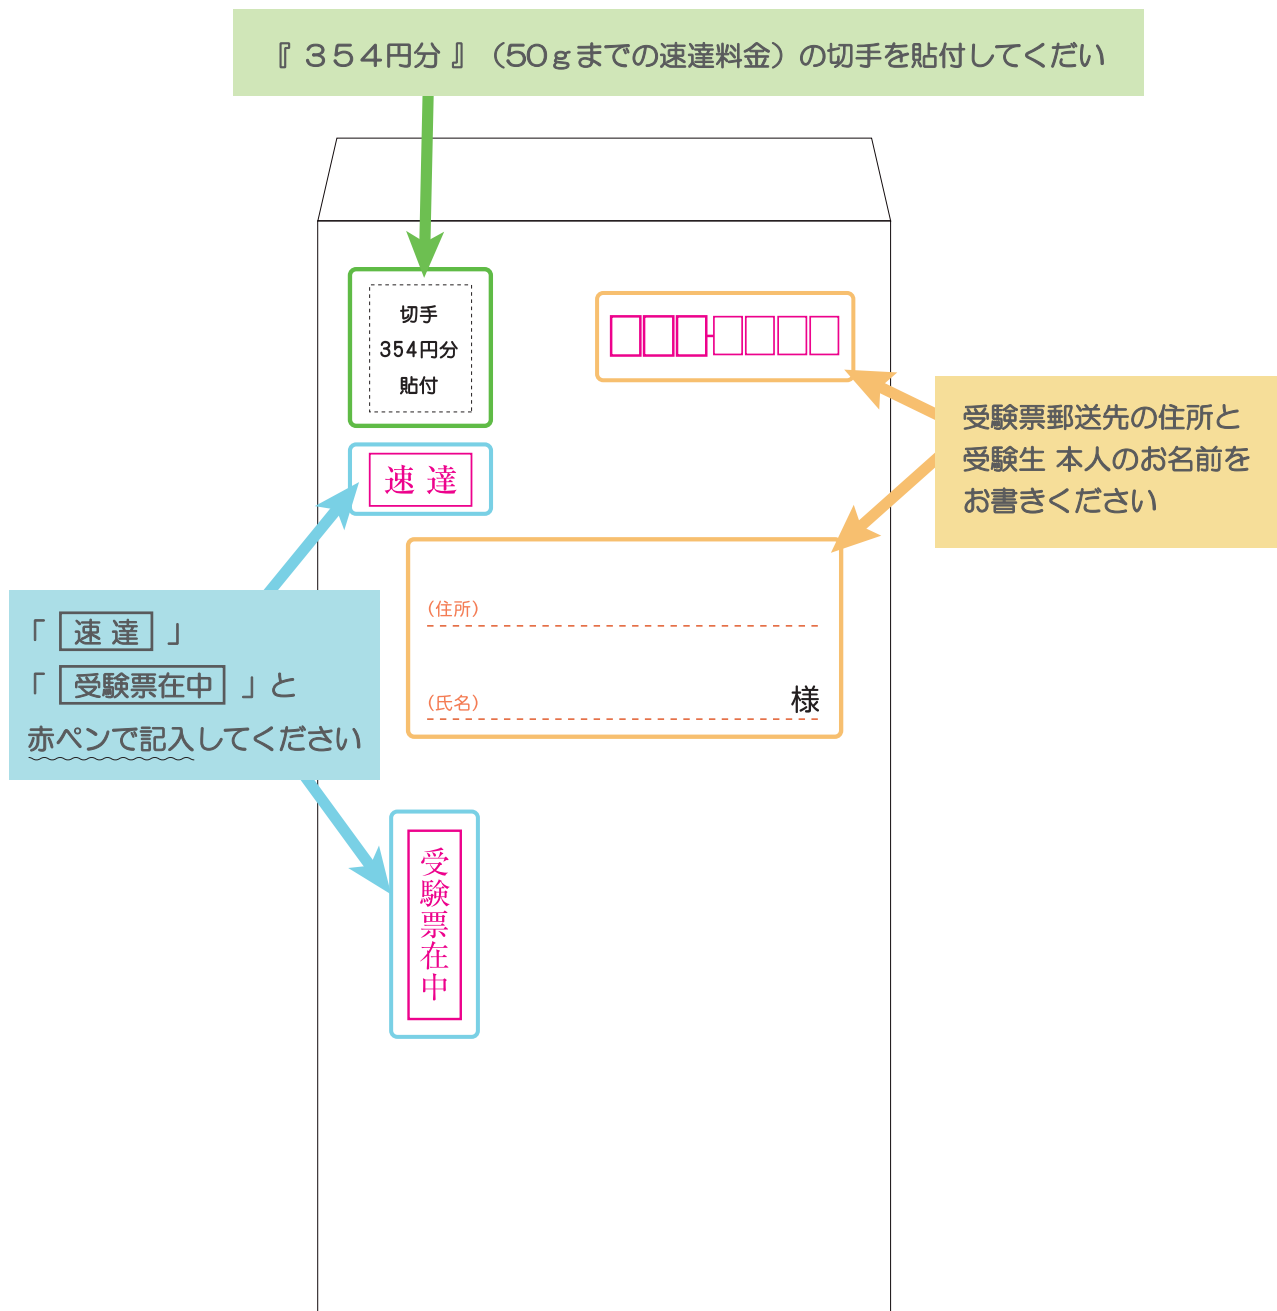 『 ３５４円分 』（50ｇまでの速達料金）の切手を貼付してくだい
切手
354円分
貼付
速 達
受験票郵送先の住所と
受験生 本人のお名前を
お書きください
（住所）
（氏名）
様
「 速 達 」
「 受験票在中 」と
赤ペンで記入してください
受験票在中